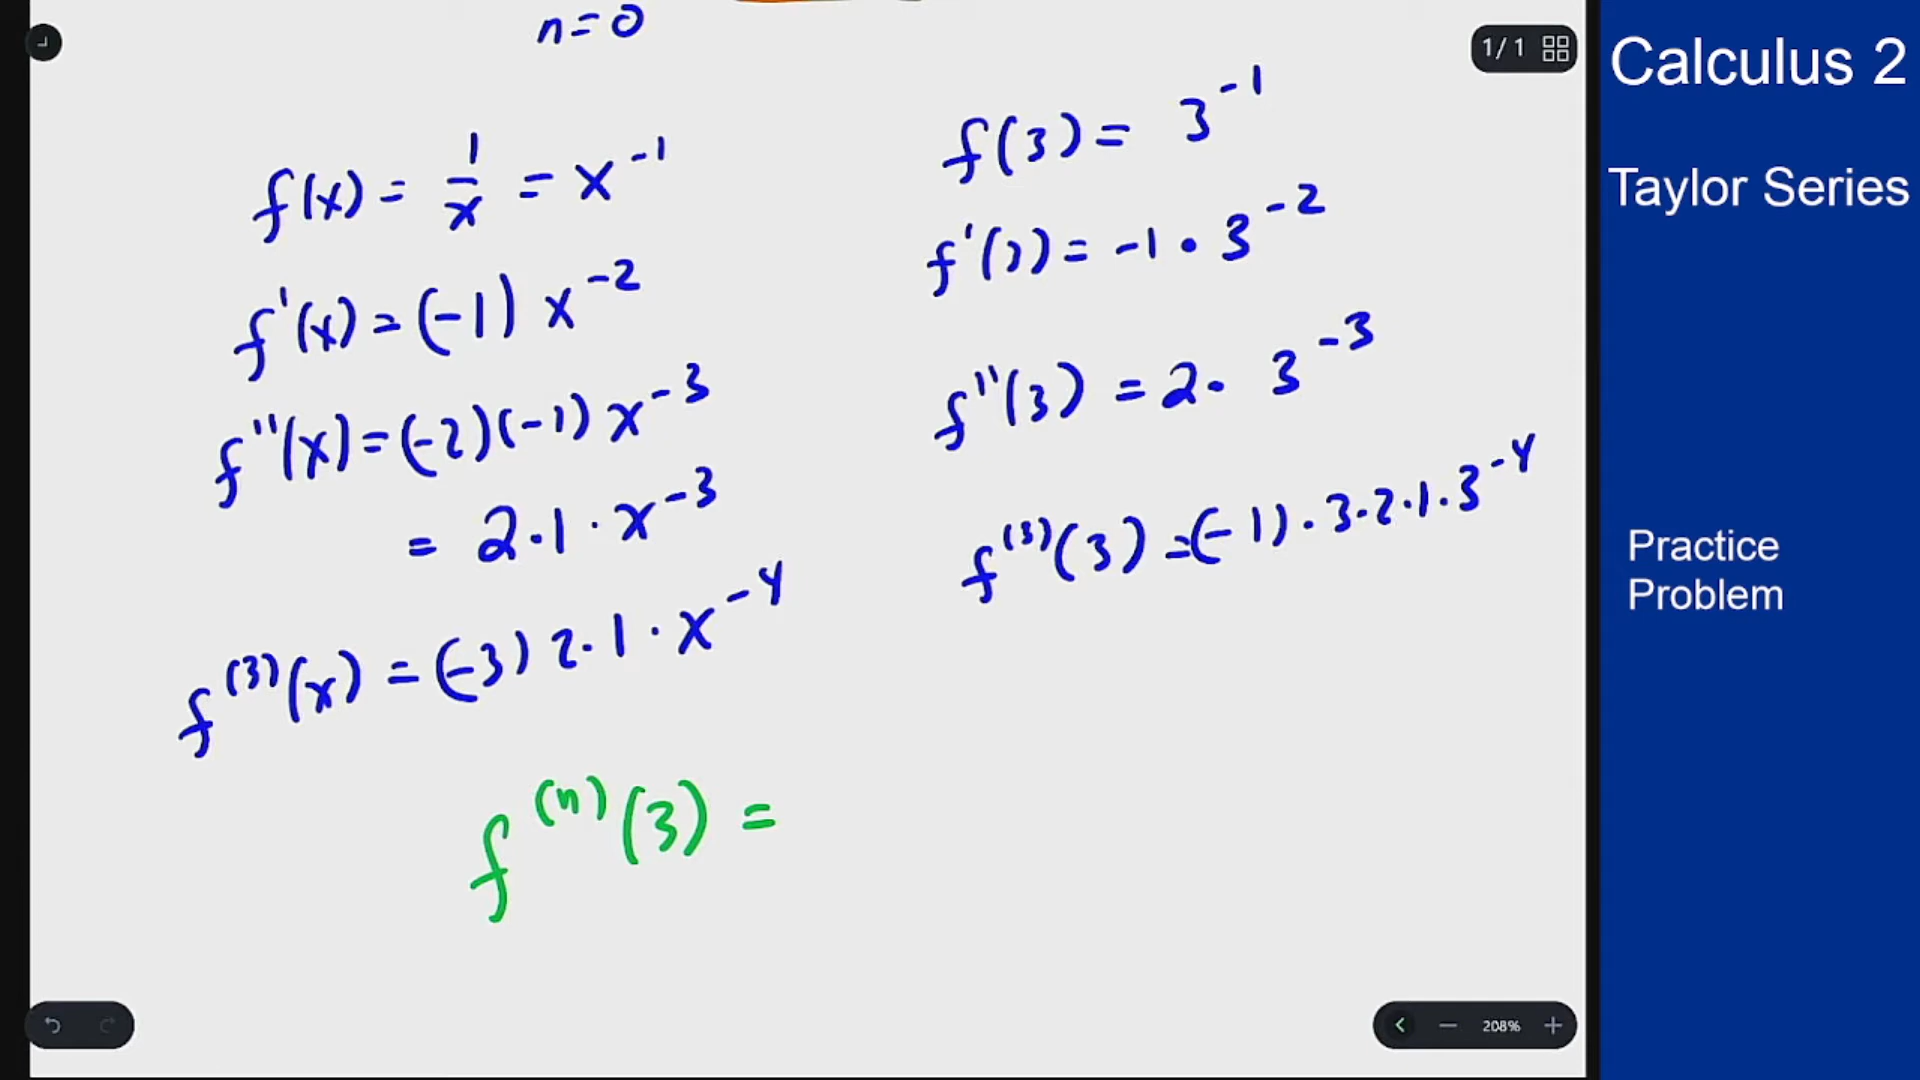 n=0
f(x) = 1/x = x^-1
f'(x) = (-1) x^-2
f''(x) = (-2)(-1) x^-3
= 2·1·x^-3
f^(3)(x) = (-3) 2·1·x^-4
f(3) = 3^-1
f'(3) = -1 · 3^-2
f''(3) = 2· 3^-3
f^(3)(3) = (-1)·3·2·1·3^-4
f^(n)(3) =
1/1
208%
Calculus 2
Taylor Series
Practice
Problem